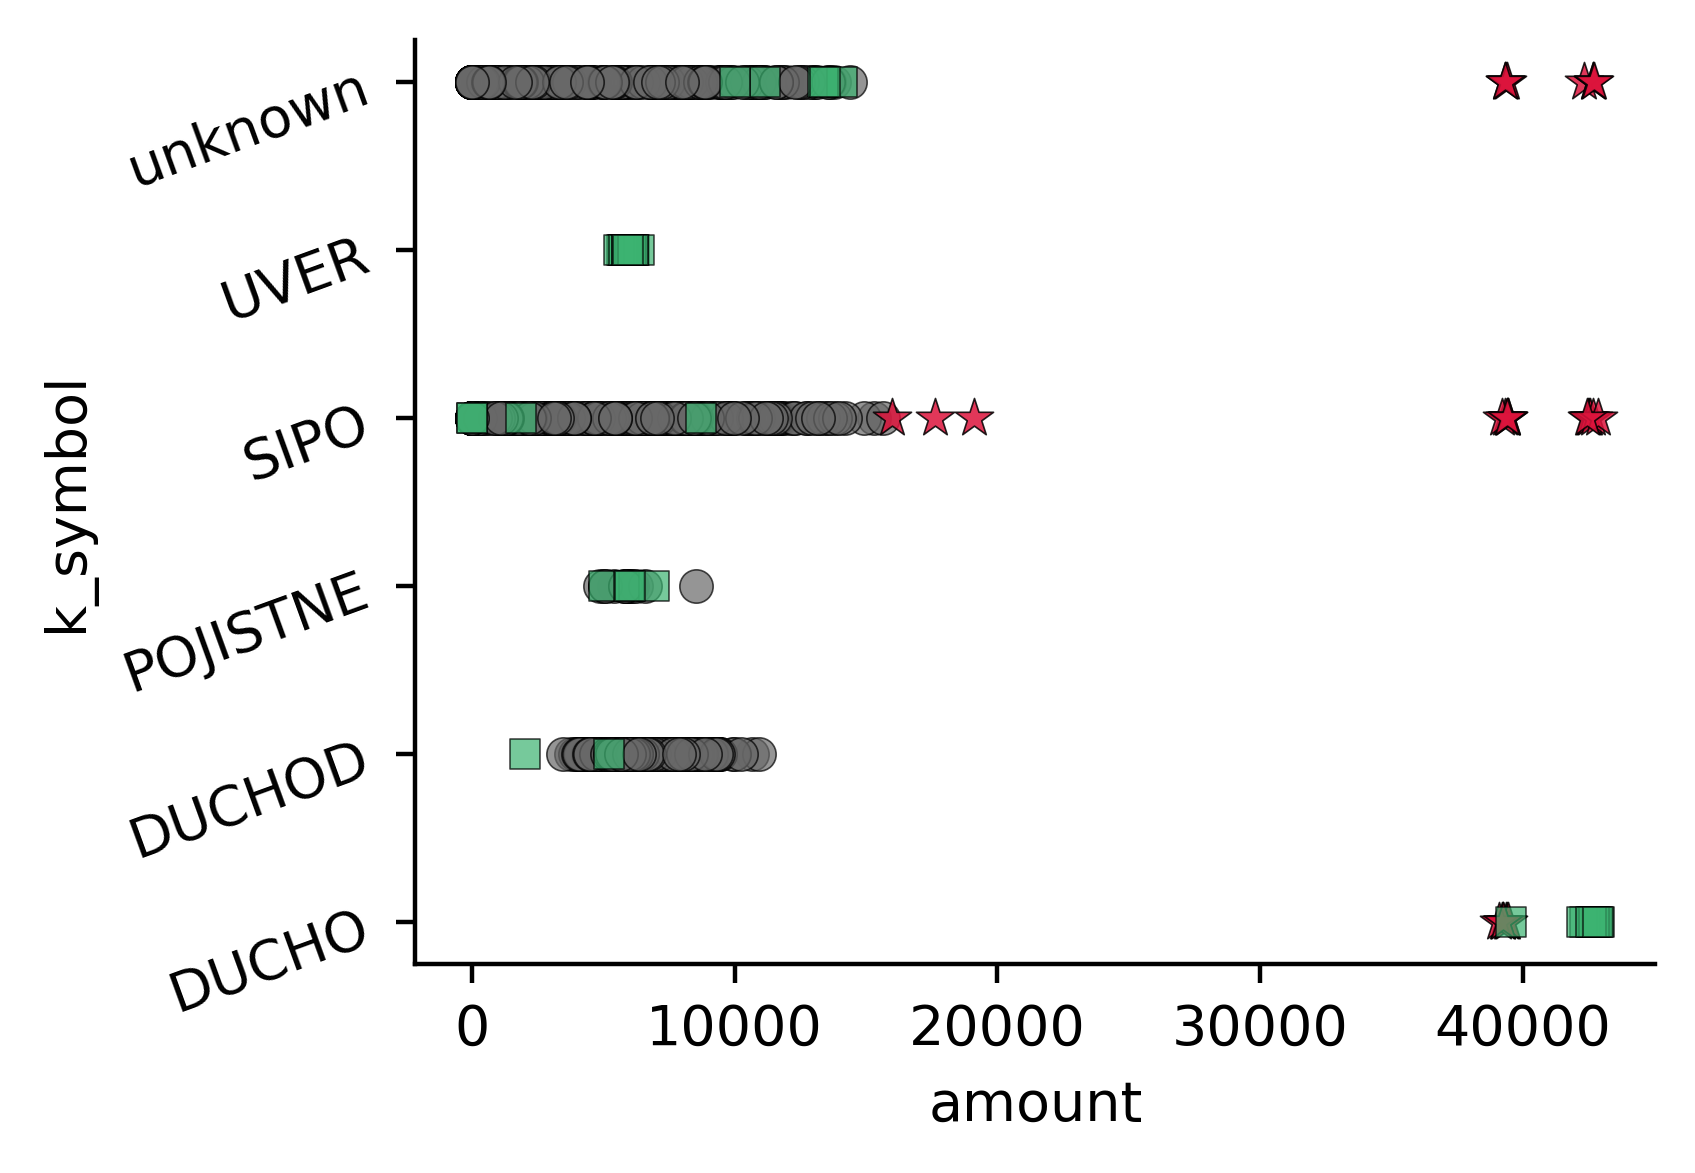 unknown
UVER
SIPO
POJISTNE
DUCHOD
DUCHO
k_symbol
0 10000 20000 30000 40000
amount